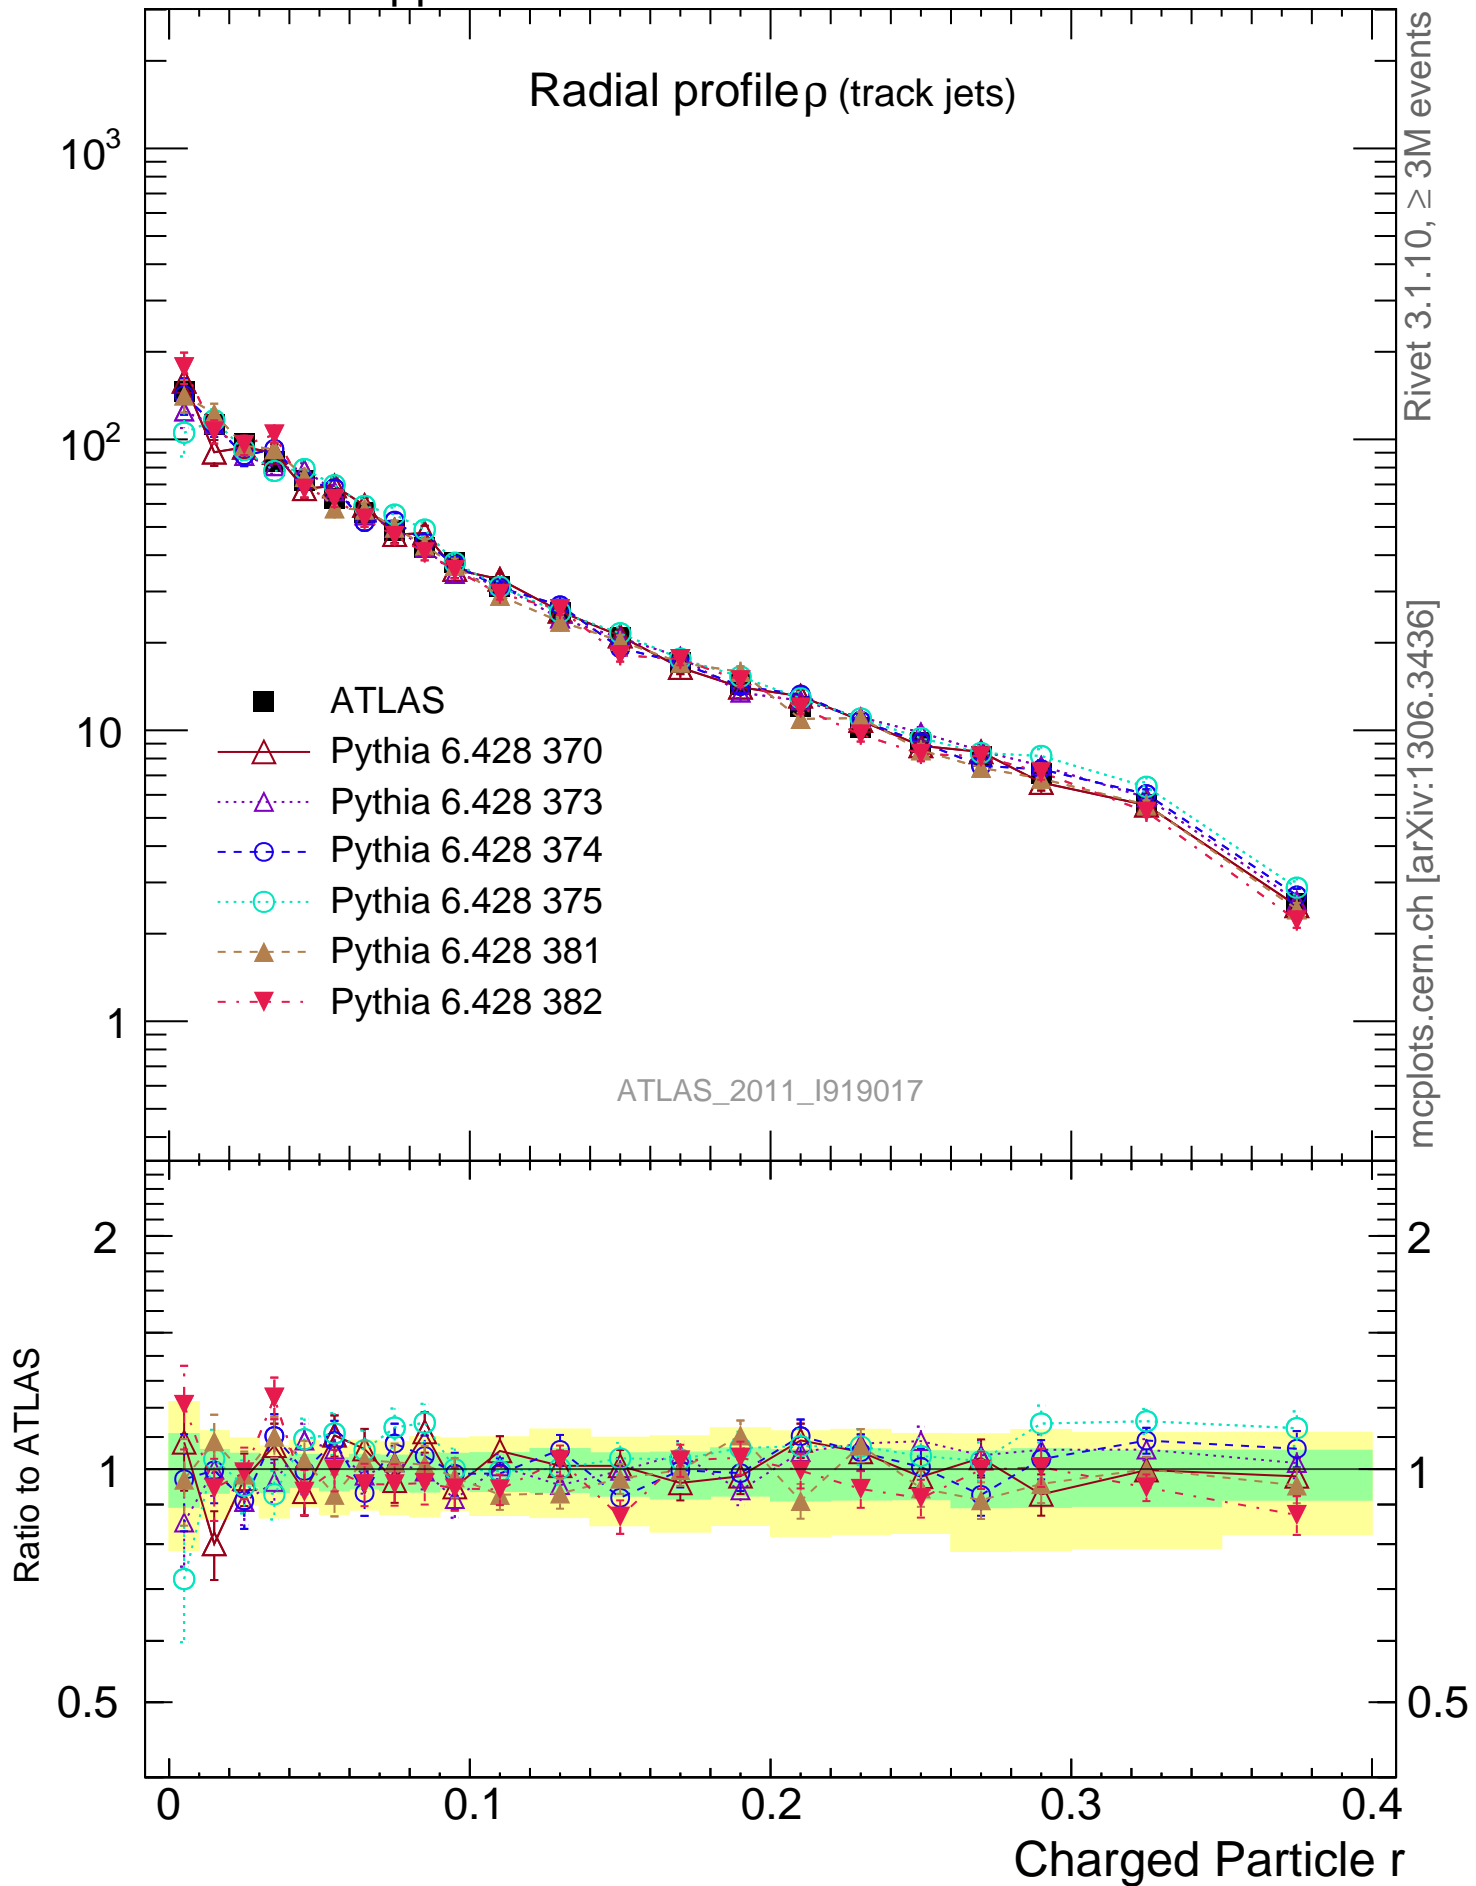 pp
Radial profile ρ (track jets)
10³
10²
10
1
ATLAS
Pythia 6.428 370
Pythia 6.428 373
Pythia 6.428 374
Pythia 6.428 375
Pythia 6.428 381
Pythia 6.428 382
ATLAS_2011_I919017
Rivet 3.1.10, ≥ 3M events
mcplots.cern.ch [arXiv:1306.3436]
Ratio to ATLAS
2
1
0.5
2
1
0.5
0
0.1
0.2
0.3
0.4
Charged Particle r